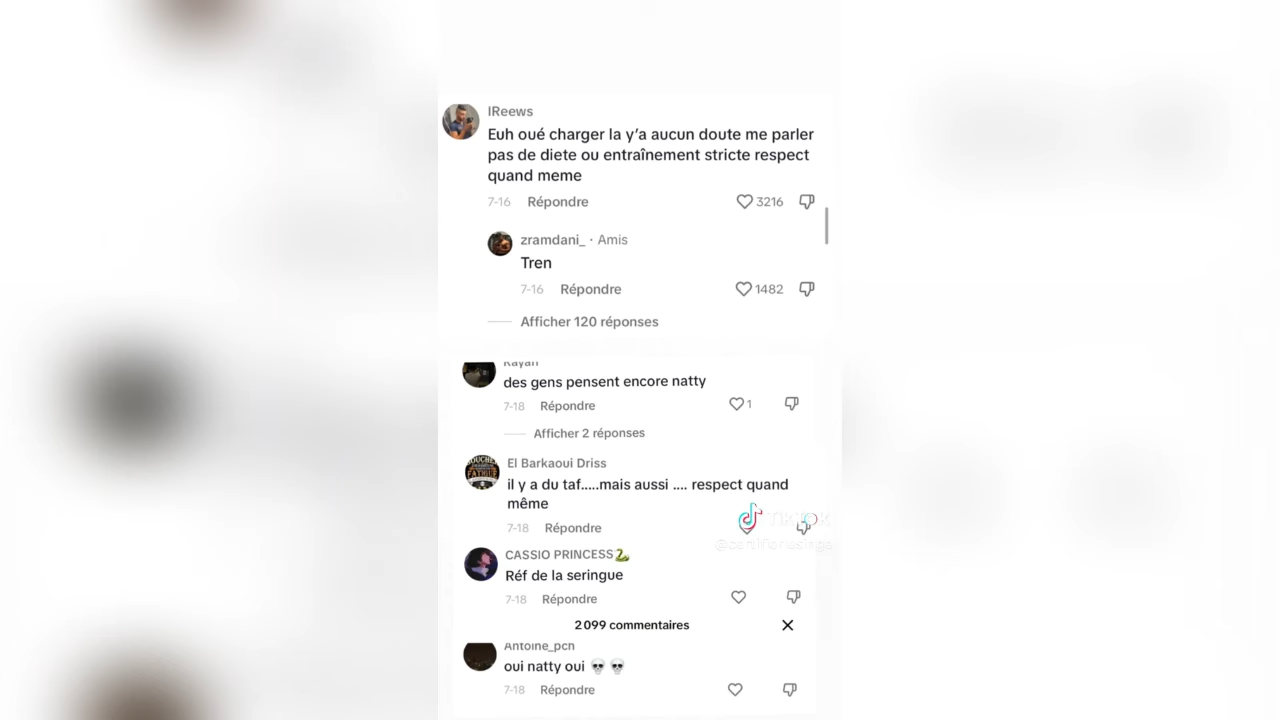 IReews
Euh oué charger la y'a aucun doute me parler
pas de diete ou entraînement stricte respect
quand meme
7-16 Répondre 3216
zramdani_ · Amis
Tren
7-16 Répondre 1482
Afficher 120 réponses
Rayan
des gens pensent encore natty
7-18 Répondre 1
Afficher 2 réponses
El Barkaoui Driss
il y a du taf.....mais aussi .... respect quand
même
7-18 Répondre
TikTok
CASSIO PRINCESS🐍
Réf de la seringue
7-18 Répondre
2 099 commentaires
Antoine_pch
oui natty oui 💀💀
7-18 Répondre